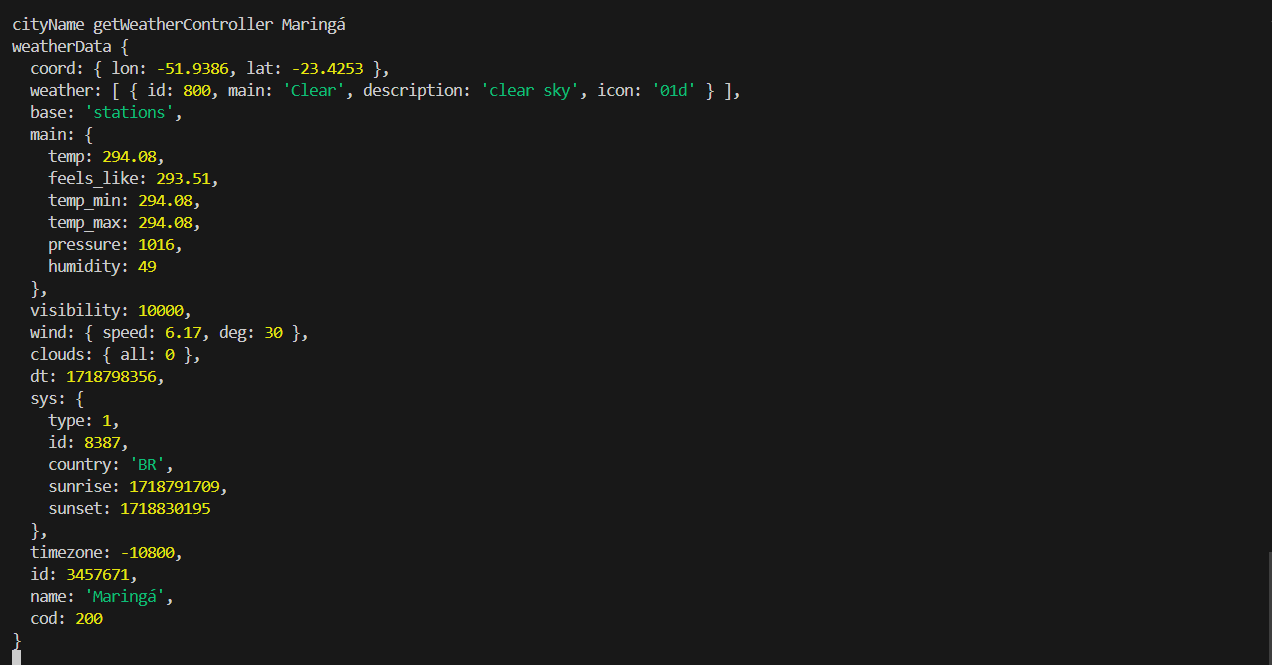 cityName getWeatherController Maringá
weatherData {
  coord: { lon: -51.9386, lat: -23.4253 },
  weather: [ { id: 800, main: 'Clear', description: 'clear sky', icon: '01d' } ],
  base: 'stations',
  main: {
    temp: 294.08,
    feels_like: 293.51,
    temp_min: 294.08,
    temp_max: 294.08,
    pressure: 1016,
    humidity: 49
  },
  visibility: 10000,
  wind: { speed: 6.17, deg: 30 },
  clouds: { all: 0 },
  dt: 1718798356,
  sys: {
    type: 1,
    id: 8387,
    country: 'BR',
    sunrise: 1718791709,
    sunset: 1718830195
  },
  timezone: -10800,
  id: 3457671,
  name: 'Maringá',
  cod: 200
}